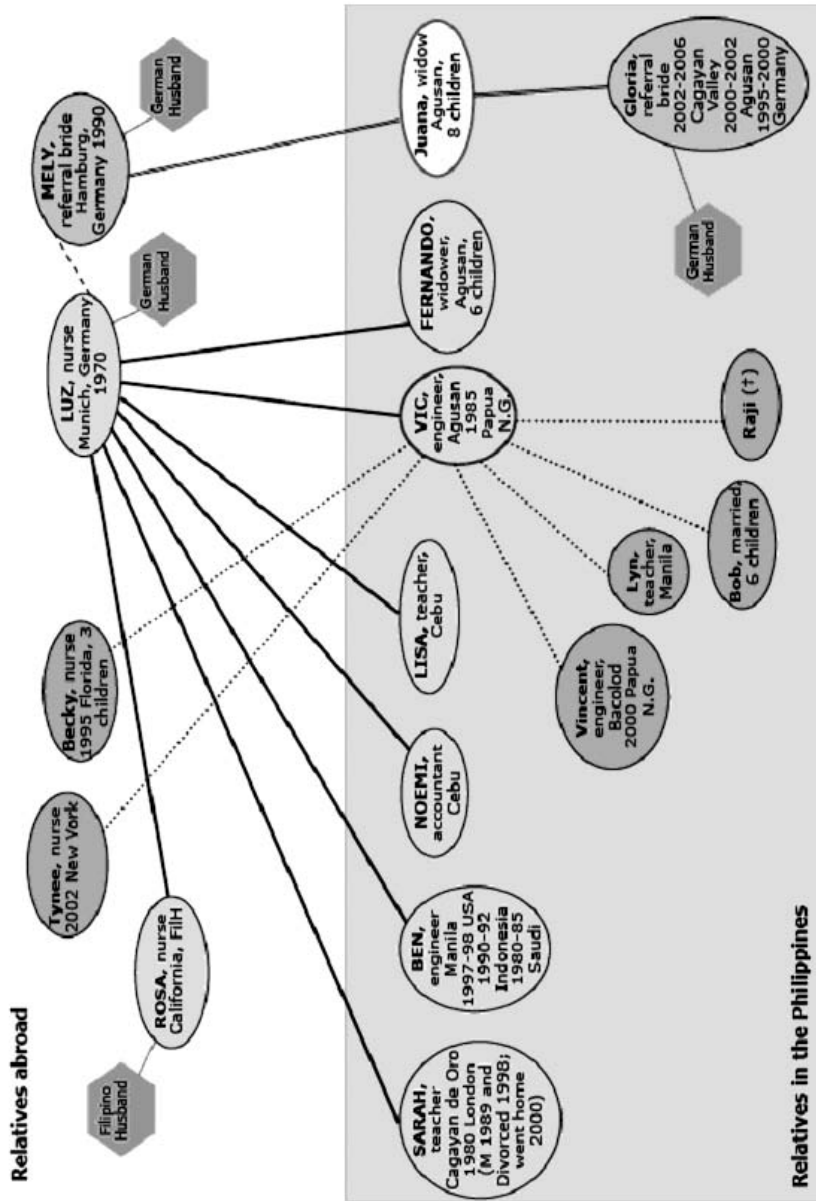 Relatives abroad
Filipino
Husband
ROSA, nurse
California, FilH
Tynee, nurse
2002 New York
Becky, nurse
1995 Florida, 3
children
LUZ, nurse
Munich, Germany
1970
German
Husband
MELY,
referral bride
Hamburg,
Germany 1990
German
Husband
SARAH,
teacher
Cagayan de Oro
1980 London
(M 1989 and
Divorced 1998;
went home
2000)
BEN,
engineer
Manila
1997-98 USA
1990-92
Indonesia
1980-85
Saudi
NOEMI,
accountant
Cebu
LISA, teacher,
Cebu
VIC,
engineer,
Agusan
1985
Papua
N.G.
FERNANDO,
widower,
Agusan,
6 children
Juana, widow
Agusan,
8 children
Vincent,
engineer,
Bacolod
2000 Papua
N.G.
Lyn,
teacher,
Manila
Bob, married,
6 children
Raji (†)
German
Husband
Gloria,
referral
bride
2002-2006
Cagayan
Valley
2000-2002
Agusan
1995-2000
Germany
Relatives in the Philippines